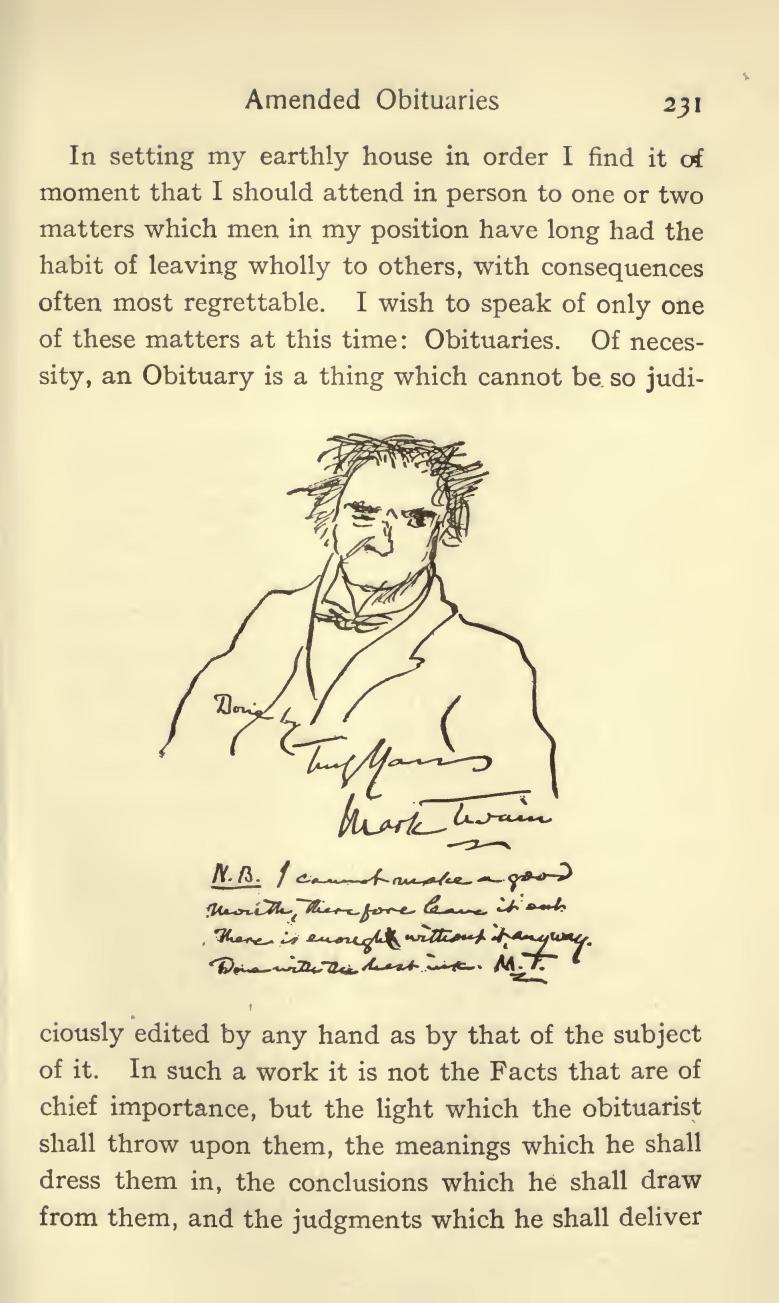 Amended Obituaries 231
In setting my earthly house in order I find it of
moment that I should attend in person to one or two
matters which men in my position have long had the
habit of leaving wholly to others, with consequences
often most regrettable. I wish to speak of only one
of these matters at this time: Obituaries. Of neces-
sity, an Obituary is a thing which cannot be so judi-
Done by
Truly Yours
Mark Twain
N.B. I cannot make a good
mouth, therefore leave it out.
There is enough without it anyway.
Done with the best ink. M.T.
ciously edited by any hand as by that of the subject
of it. In such a work it is not the Facts that are of
chief importance, but the light which the obituarist
shall throw upon them, the meanings which he shall
dress them in, the conclusions which he shall draw
from them, and the judgments which he shall deliver